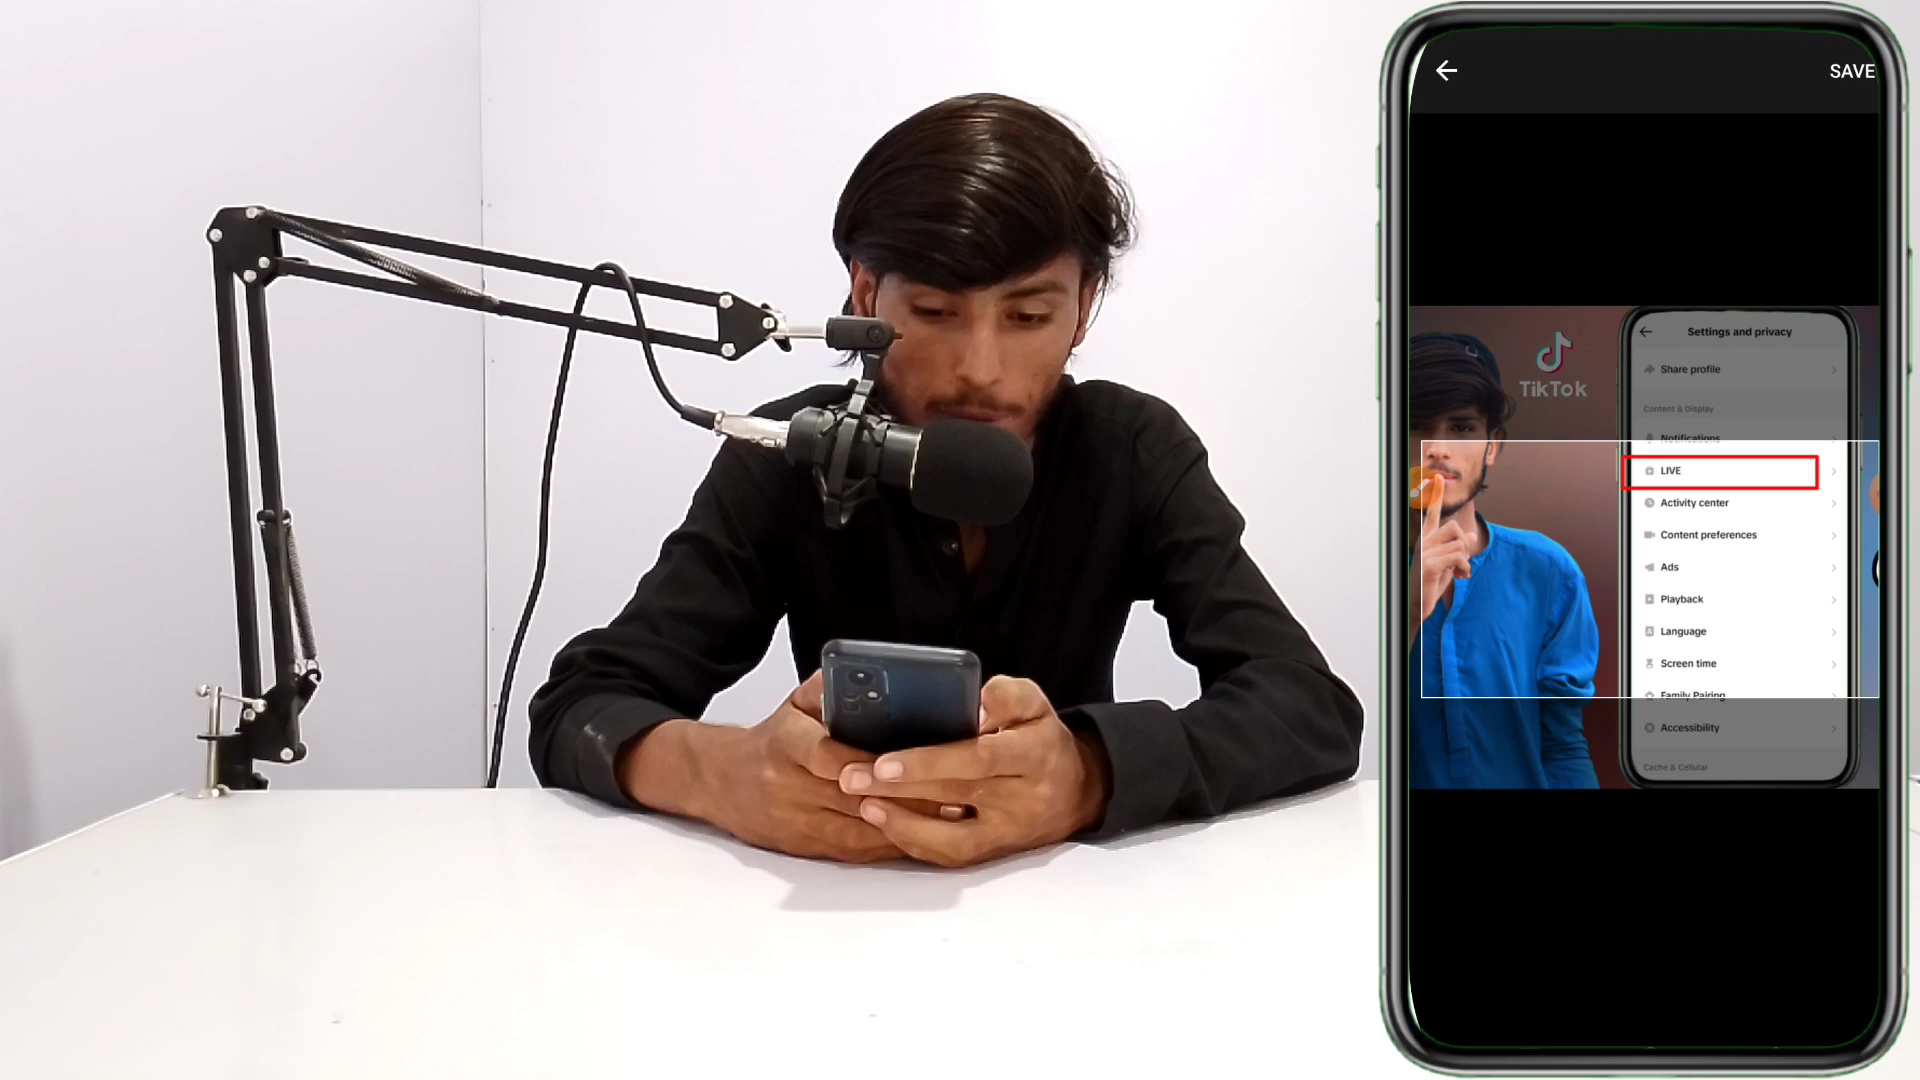 SAVE
TikTok
Settings and privacy
Share profile
Content & Display
Notifications
LIVE
Activity center
Content preferences
Ads
Playback
Language
Screen time
Family Pairing
Accessibility
Cache & Cellular